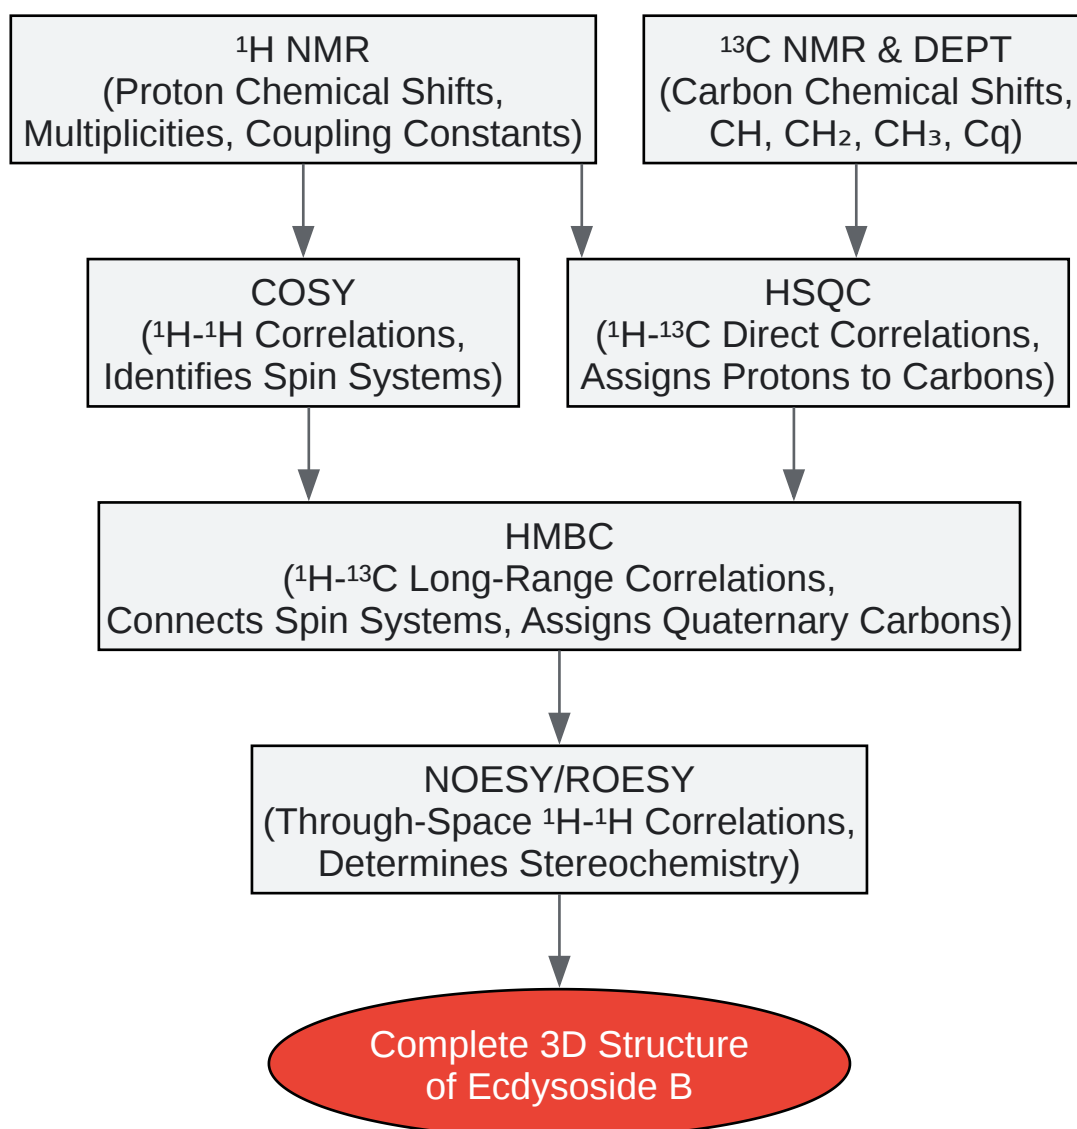 ¹H NMR
(Proton Chemical Shifts,
Multiplicities, Coupling Constants)
¹³C NMR & DEPT
(Carbon Chemical Shifts,
CH, CH₂, CH₃, Cq)
COSY
(¹H-¹H Correlations,
Identifies Spin Systems)
HSQC
(¹H-¹³C Direct Correlations,
Assigns Protons to Carbons)
HMBC
(¹H-¹³C Long-Range Correlations,
Connects Spin Systems, Assigns Quaternary Carbons)
NOESY/ROESY
(Through-Space ¹H-¹H Correlations,
Determines Stereochemistry)
Complete 3D Structure
of Ecdysoside B